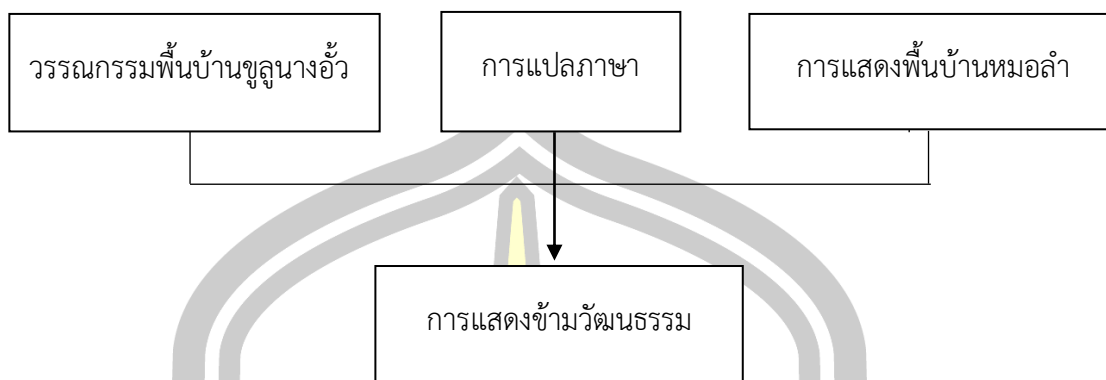 วรรณกรรมพื้นบ้านขูลูนางอั้ว
การแปลภาษา
การแสดงพื้นบ้านหมอลำ
การแสดงข้ามวัฒนธรรม